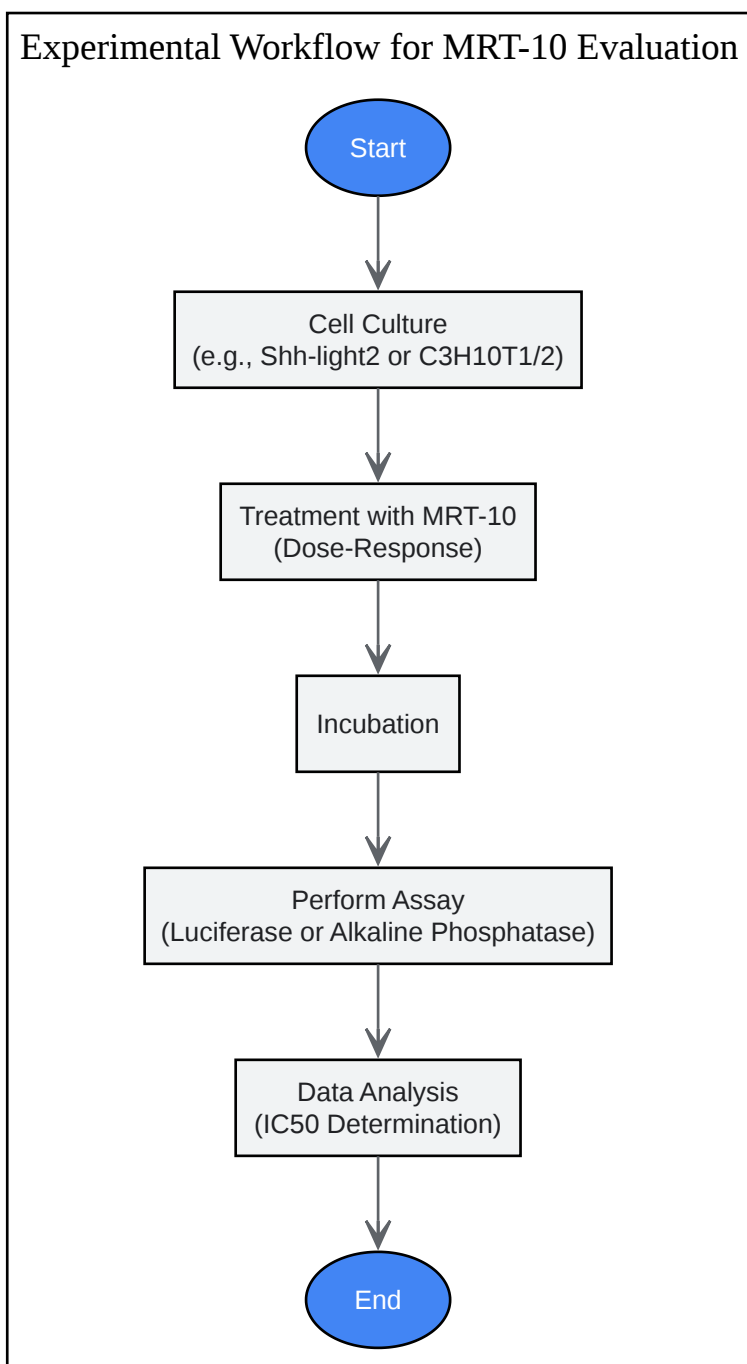 Experimental Workflow for MRT-10 Evaluation
Start
Cell Culture
(e.g., Shh-light2 or C3H10T1/2)
Treatment with MRT-10
(Dose-Response)
Incubation
Perform Assay
(Luciferase or Alkaline Phosphatase)
Data Analysis
(IC50 Determination)
End